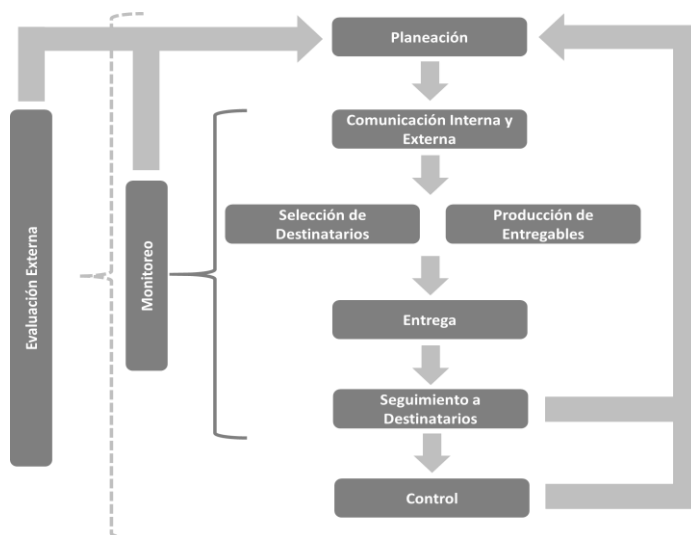 Planeación
Comunicación Interna y
Externa
Selección de
Destinatarios
Producción de
Entregables
Entrega
Seguimiento a
Destinatarios
Control
Monitoreo
Evaluación Externa